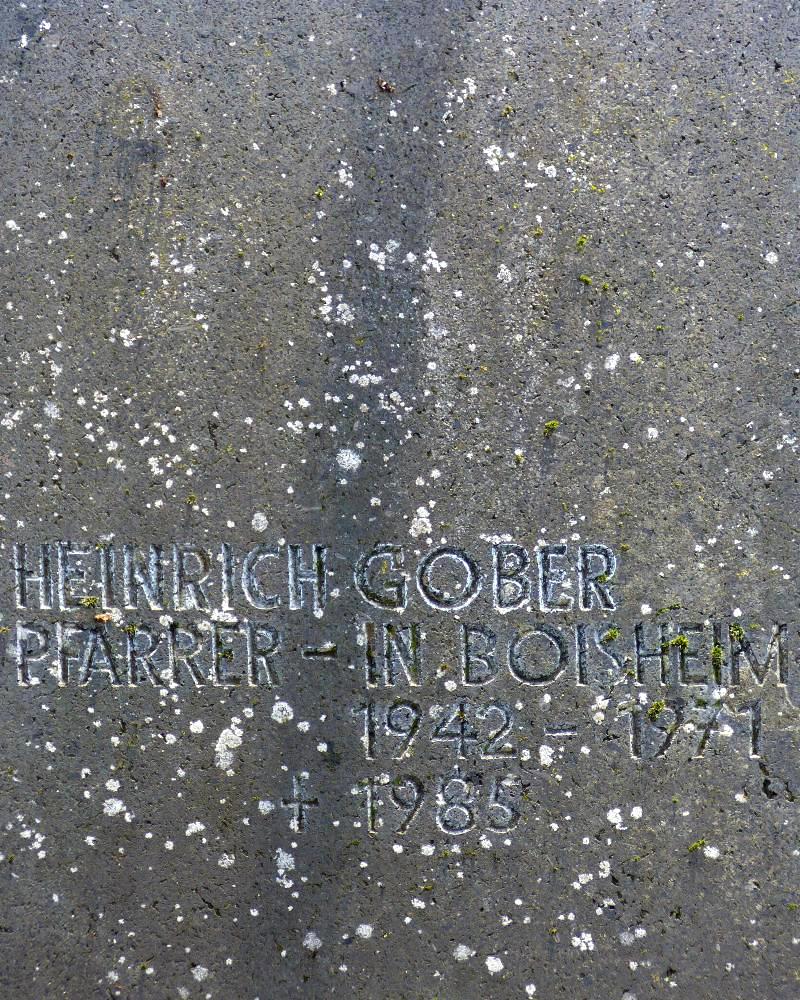 HEINRICH GOBER
PFARRER - IN BOISHEIM
1942 - 1971
+ 1985